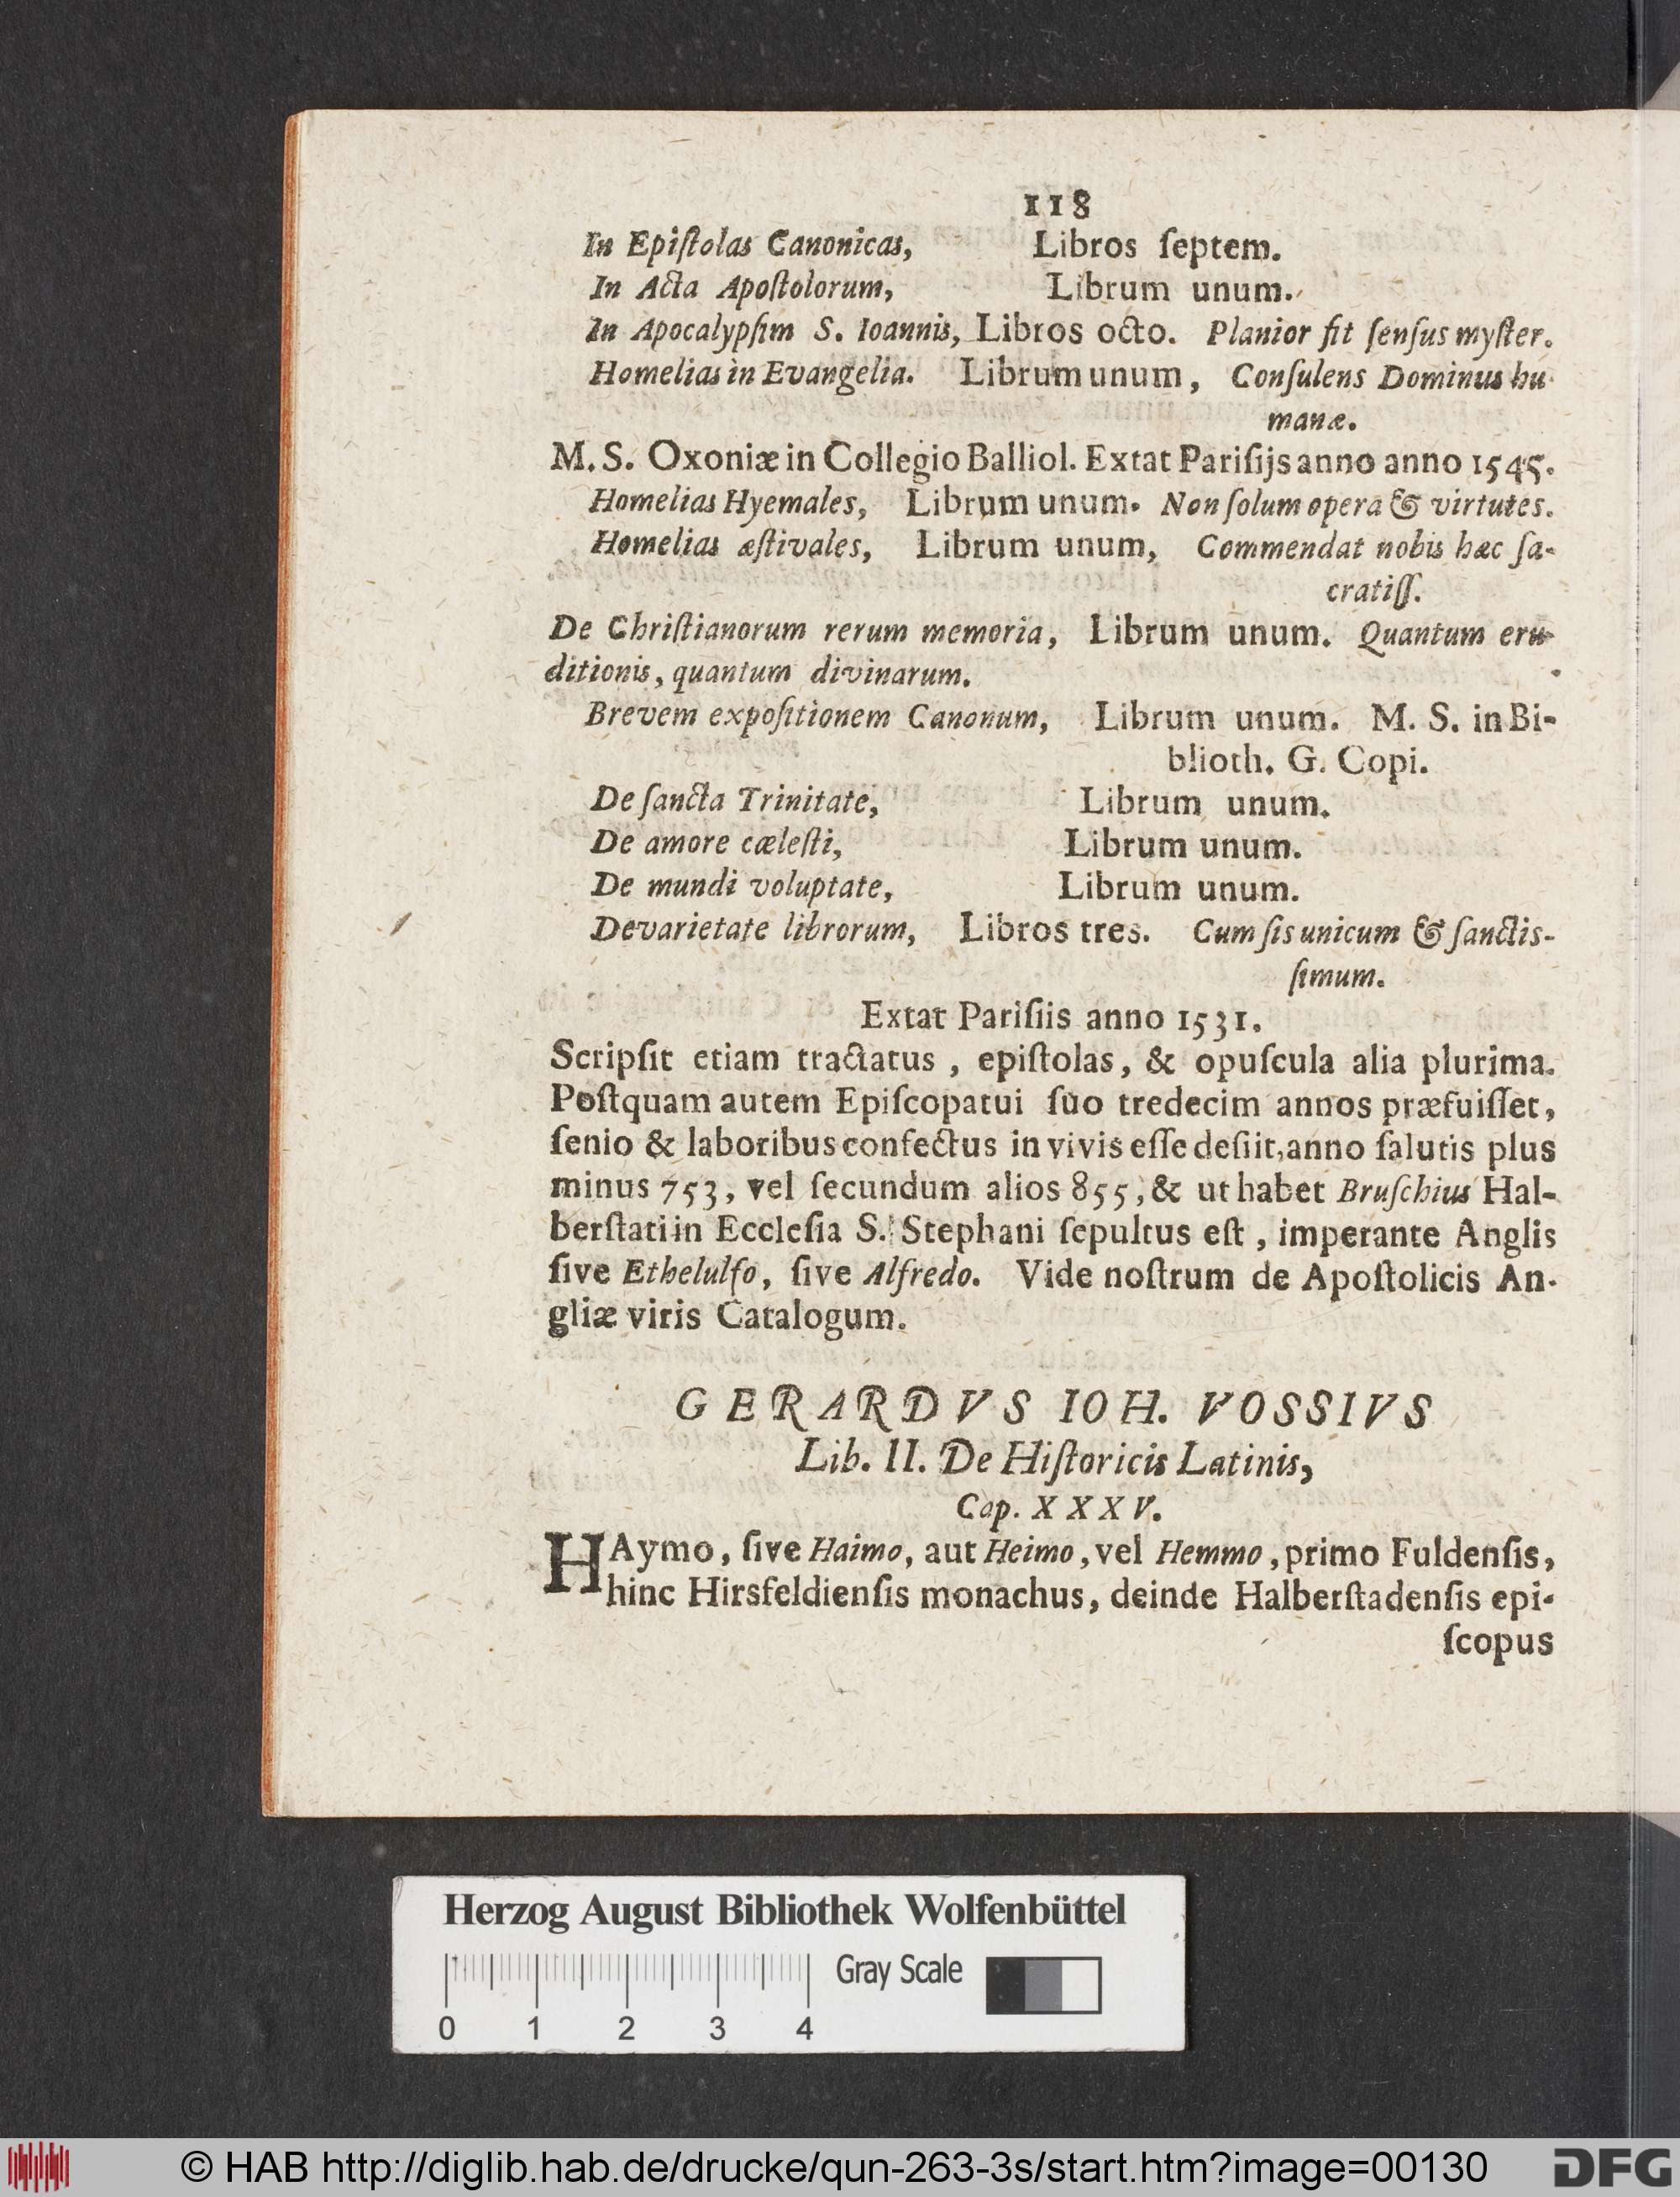 118
In Epiſtolas Canonicas, Libros ſeptem.
In Acta Apoſtolorum, Librum unum.
In Apocalypſim S. Ioannis, Libros octo. Planior fit ſenſus myſter.
Homelias in Evangelia. Librum unum, Conſulens Dominus hu
manæ.
M. S. Oxoniæ in Collegio Balliol. Extat Pariſijs anno anno 1545.
Homelias Hyemales, Librum unum. Non ſolum opera & virtutes.
Homelias æſtivales, Librum unum, Commendat nobis hæc ſa-
cratiſſ.
De Chriſtianorum rerum memoria, Librum unum. Quantum eru-
ditionis, quantum divinarum.
Brevem expoſitionem Canonum, Librum unum. M. S. in Bi-
blioth. G. Copi.
De ſancta Trinitate, Librum unum.
De amore cæleſti, Librum unum.
De mundi voluptate, Librum unum.
De varietate librorum, Libros tres. Cum ſis unicum & ſanctis-
ſimum.
Extat Pariſiis anno 1531.
Scripſit etiam tractatus, epiſtolas, & opuſcula alia plurima.
Poſtquam autem Epiſcopatui ſuo tredecim annos præfuiſſet,
ſenio & laboribus confectus in vivis eſſe deſiit, anno ſalutis plus
minus 753, vel ſecundum alios 855, & ut habet Bruſchius Hal-
berſtati in Eccleſia S. Stephani ſepultus eſt, imperante Anglis
ſive Ethelulfo, ſive Alfredo. Vide noſtrum de Apoſtolicis An-
gliæ viris Catalogum.
GERARDVS IOH. VOSSIVS
Lib. II. De Hiſtoricis Latinis,
Cap. XXXV.
HAymo, ſive Haimo, aut Heimo, vel Hemmo, primo Fuldenſis,
hinc Hirsfeldienſis monachus, deinde Halberſtadenſis epi-
ſcopus
Herzog August Bibliothek Wolfenbüttel
Gray Scale
0 1 2 3 4
© HAB http://diglib.hab.de/drucke/qun-263-3s/start.htm?image=00130
DFG